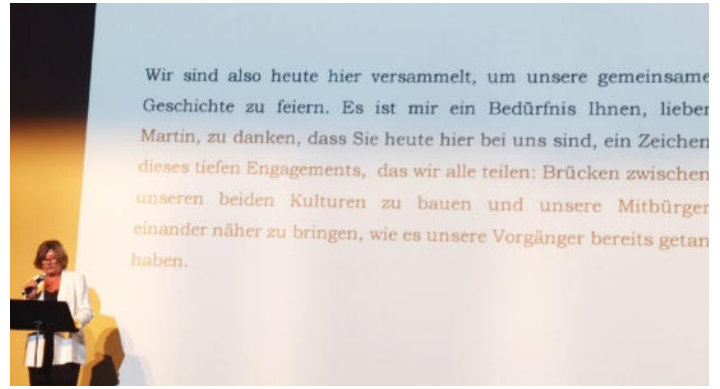 Wir sind also heute hier versammelt, um unsere gemeinsame
Geschichte zu feiern. Es ist mir ein Bedürfnis Ihnen, lieber
Martin, zu danken, dass Sie heute hier bei uns sind, ein Zeichen
dieses tiefen Engagements, das wir alle teilen: Brücken zwischen
unseren beiden Kulturen zu bauen und unsere Mitbürger
einander näher zu bringen, wie es unsere Vorgänger bereits getan
haben.